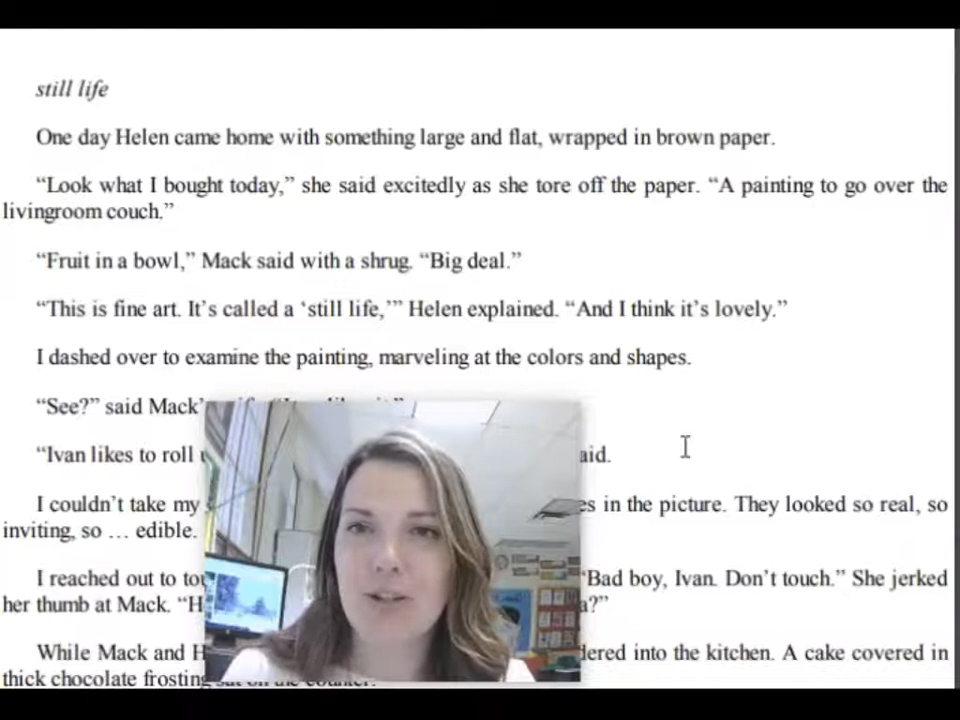 still life
One day Helen came home with something large and flat, wrapped in brown paper.
“Look what I bought today,” she said excitedly as she tore off the paper. “A painting to go over the
livingroom couch.”
“Fruit in a bowl,” Mack said with a shrug. “Big deal.”
“This is fine art. It’s called a ‘still life,’” Helen explained. “And I think it’s lovely.”
I dashed over to examine the painting, marveling at the colors and shapes.
“See?” said Mack’
“Ivan likes to roll aid.
I couldn’t take my in the picture. They looked so real, so
inviting, so … edible.
I reached out to “Bad boy, Ivan. Don’t touch.” She jerked
her thumb at Mack.
While Mack and into the kitchen. A cake covered in
thick chocolate frosting sat on the counter.